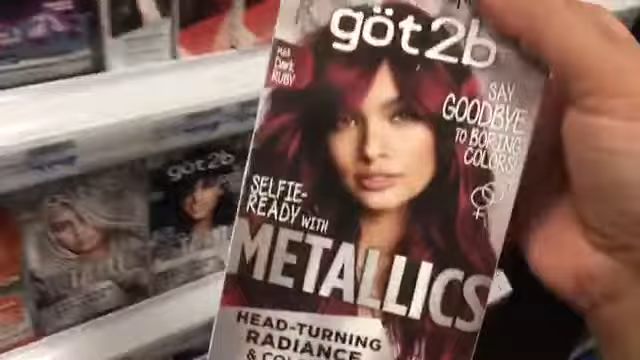 göt2b
M68
Dark
RUBY
SAY
GOODBYE
TO BORING
COLORS!
SELFIE-
READY WITH
METALLICS
HEAD-TURNING
RADIANCE
göt2b